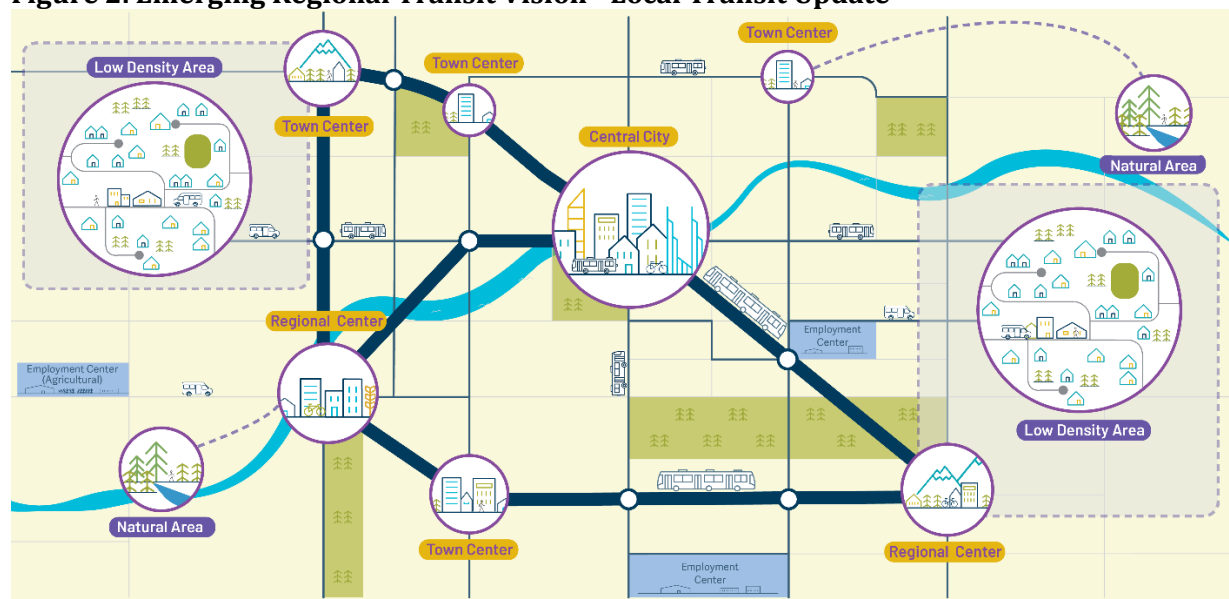 Figure 2: Emerging Regional Transit Vision - Local Transit Update
Town Center
Low Density Area
Town Center
Town Center
Central City
Natural Area
Regional Center
Employment
Center
Employment Center
(Agricultural)
Low Density Area
Natural Area
Town Center
Regional Center
Employment
Center